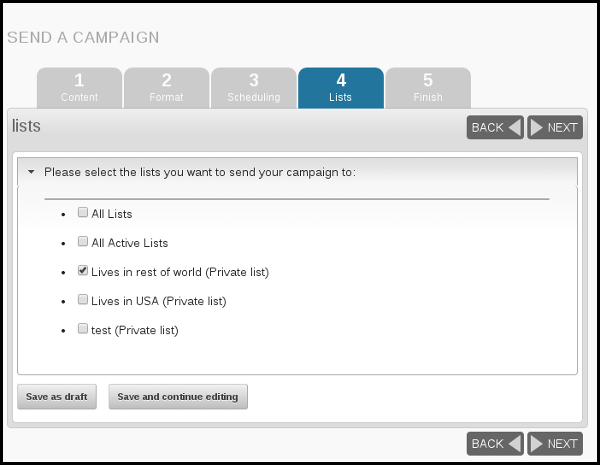 SEND A CAMPAIGN
1 2 3 4 5
Content Format Scheduling Lists Finish
lists
BACK NEXT
Please select the lists you want to send your campaign to:
All Lists
All Active Lists
Lives in rest of world (Private list)
Lives in USA (Private list)
test (Private list)
Save as draft Save and continue editing
BACK NEXT